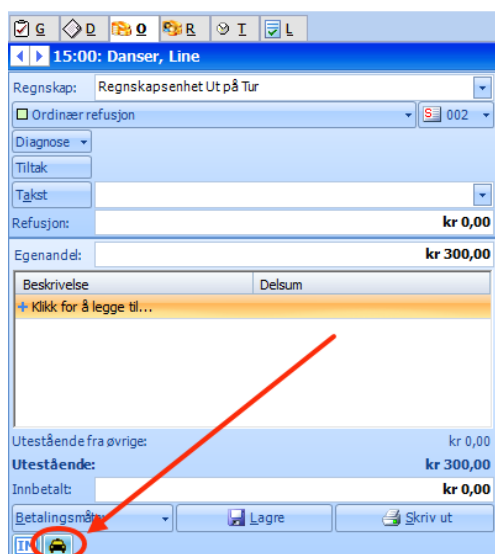 G D O R T L
15:00: Danser, Line
Regnskap: Regnskapsenhet Ut på Tur
Ordinær refusjon S 002
Diagnose
Tiltak
Takst
Refusjon: kr 0,00
Egenandel: kr 300,00
Beskrivelse Delsum
+ Klikk for å legge til...
Utestående fra øvrige: kr 0,00
Utestående: kr 300,00
Innbetalt: kr 0,00
Lagre Skriv ut